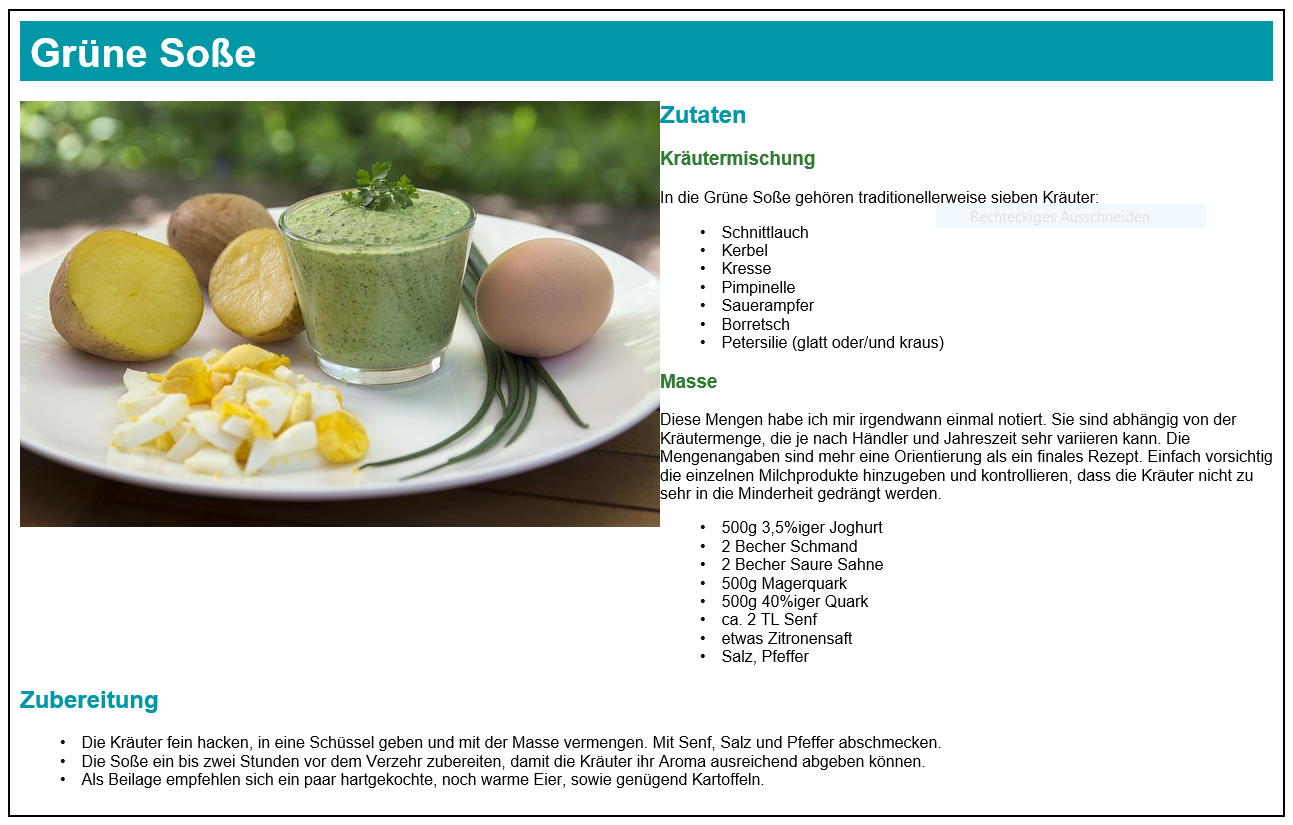 Grüne Soße
Zutaten
Kräutermischung
In die Grüne Soße gehören traditionellerweise sieben Kräuter:
Rechteckiges Ausschneiden
• Schnittlauch
• Kerbel
• Kresse
• Pimpinelle
• Sauerampfer
• Borretsch
• Petersilie (glatt oder/und kraus)
Masse
Diese Mengen habe ich mir irgendwann einmal notiert. Sie sind abhängig von der
Kräutermenge, die je nach Händler und Jahreszeit sehr variieren kann. Die
Mengenangaben sind mehr eine Orientierung als ein finales Rezept. Einfach vorsichtig
die einzelnen Milchprodukte hinzugeben und kontrollieren, dass die Kräuter nicht zu
sehr in die Minderheit gedrängt werden.
• 500g 3,5%iger Joghurt
• 2 Becher Schmand
• 2 Becher Saure Sahne
• 500g Magerquark
• 500g 40%iger Quark
• ca. 2 TL Senf
• etwas Zitronensaft
• Salz, Pfeffer
Zubereitung
• Die Kräuter fein hacken, in eine Schüssel geben und mit der Masse vermengen. Mit Senf, Salz und Pfeffer abschmecken.
• Die Soße ein bis zwei Stunden vor dem Verzehr zubereiten, damit die Kräuter ihr Aroma ausreichend abgeben können.
• Als Beilage empfehlen sich ein paar hartgekochte, noch warme Eier, sowie genügend Kartoffeln.